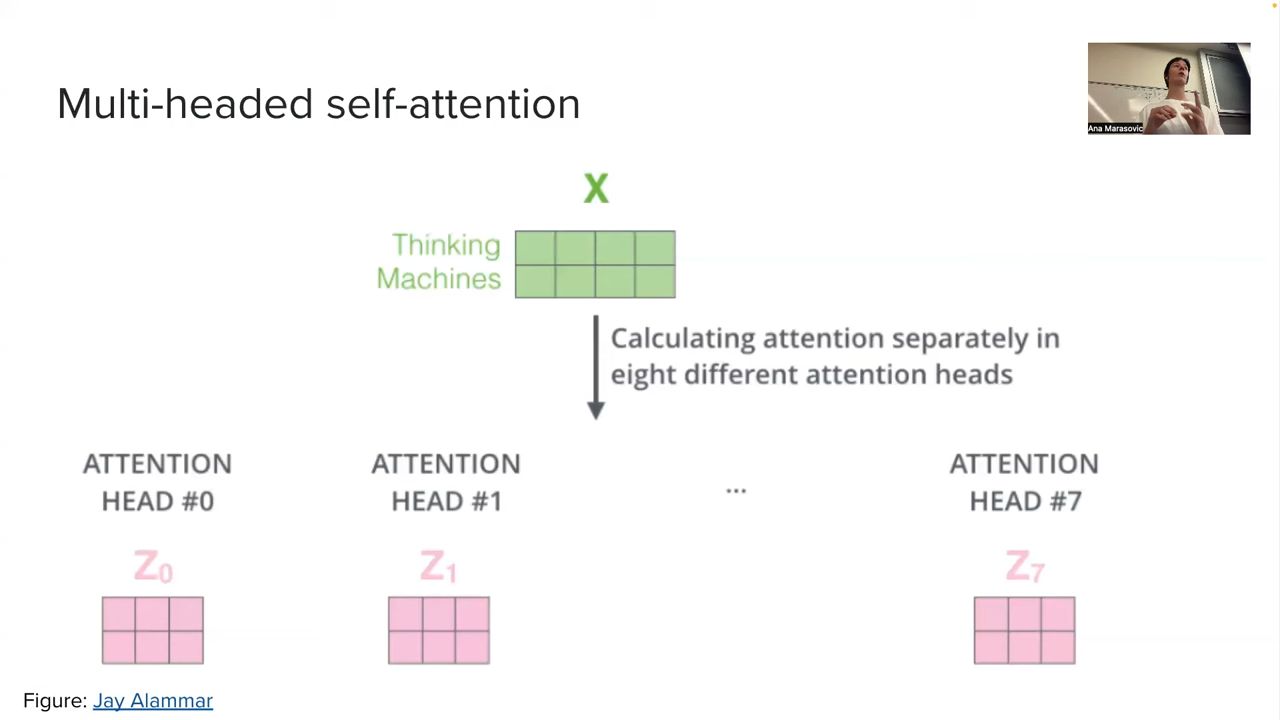 Multi-headed self-attention
Ana Marasovic
X
Thinking
Machines
Calculating attention separately in
eight different attention heads
ATTENTION
HEAD #0
ATTENTION
HEAD #1
...
ATTENTION
HEAD #7
Z0
Z1
Z7
Figure: Jay Alammar